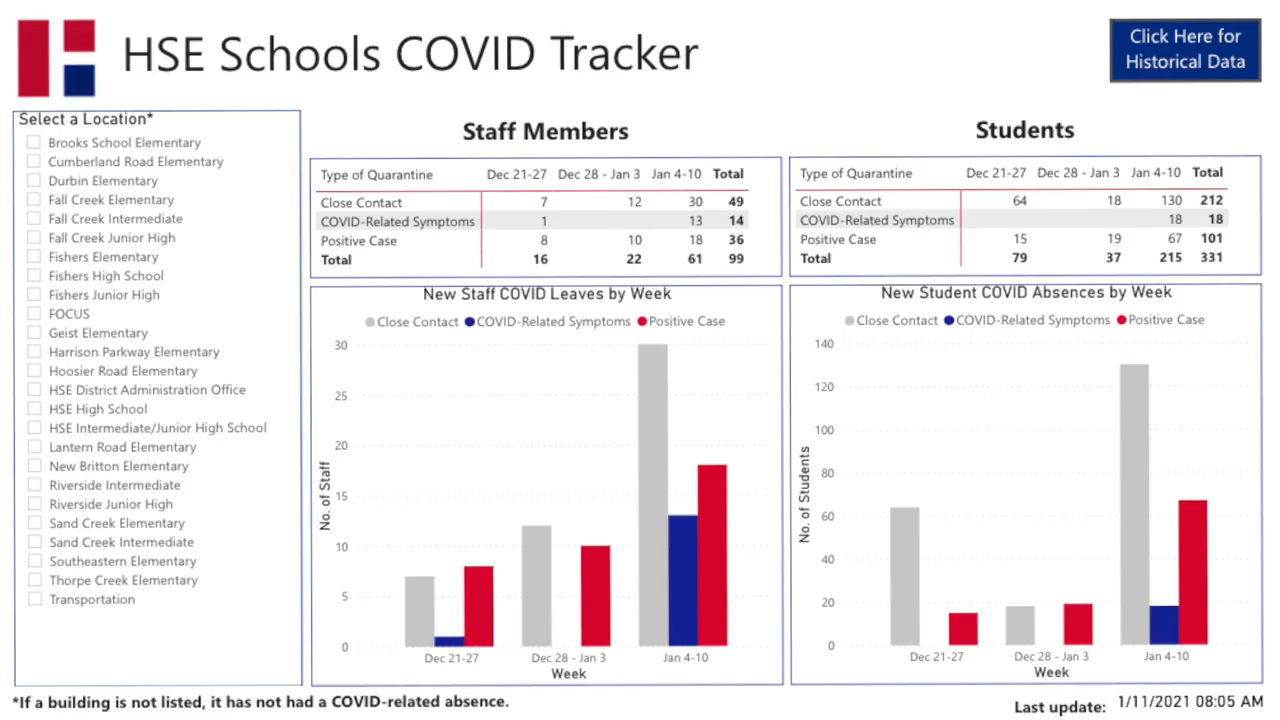 HSE Schools COVID Tracker
Click Here for
Historical Data
Select a Location*
Brooks School Elementary
Cumberland Road Elementary
Durbin Elementary
Fall Creek Elementary
Fall Creek Intermediate
Fall Creek Junior High
Fishers Elementary
Fishers High School
Fishers Junior High
FOCUS
Geist Elementary
Harrison Parkway Elementary
Hoosier Road Elementary
HSE District Administration Office
HSE High School
HSE Intermediate/Junior High School
Lantern Road Elementary
New Britton Elementary
Riverside Intermediate
Riverside Junior High
Sand Creek Elementary
Sand Creek Intermediate
Southeastern Elementary
Thorpe Creek Elementary
Transportation
Staff Members
Type of Quarantine Dec 21-27 Dec 28 - Jan 3 Jan 4-10 Total
Close Contact 7 12 30 49
COVID-Related Symptoms 1 13 14
Positive Case 8 10 18 36
Total 16 22 61 99
New Staff COVID Leaves by Week
Close Contact COVID-Related Symptoms Positive Case
30
25
20
15
10
5
0
No. of Staff
Dec 21-27 Dec 28 - Jan 3 Jan 4-10
Week
Students
Type of Quarantine Dec 21-27 Dec 28 - Jan 3 Jan 4-10 Total
Close Contact 64 18 130 212
COVID-Related Symptoms 18 18
Positive Case 15 19 67 101
Total 79 37 215 331
New Student COVID Absences by Week
Close Contact COVID-Related Symptoms Positive Case
140
120
100
80
60
40
20
0
No. of Students
Dec 21-27 Dec 28 - Jan 3 Jan 4-10
Week
*If a building is not listed, it has not had a COVID-related absence.
Last update: 1/11/2021 08:05 AM